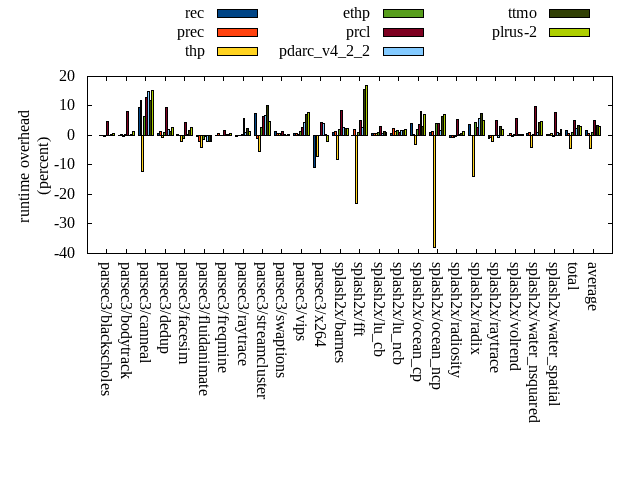 rec ethp ttmo
prec prcl plrus-2
thp pdarc_v4_2_2
20
10
0
-10
-20
-30
-40
runtime overhead
(percent)
parsec3/blackscholes
parsec3/bodytrack
parsec3/canneal
parsec3/dedup
parsec3/facesim
parsec3/fluidanimate
parsec3/freqmine
parsec3/raytrace
parsec3/streamcluster
parsec3/swaptions
parsec3/vips
parsec3/x264
splash2x/barnes
splash2x/fft
splash2x/lu_cb
splash2x/lu_ncb
splash2x/ocean_cp
splash2x/ocean_ncp
splash2x/radiosity
splash2x/radix
splash2x/raytrace
splash2x/volrend
splash2x/water_nsquared
splash2x/water_spatial
total
average